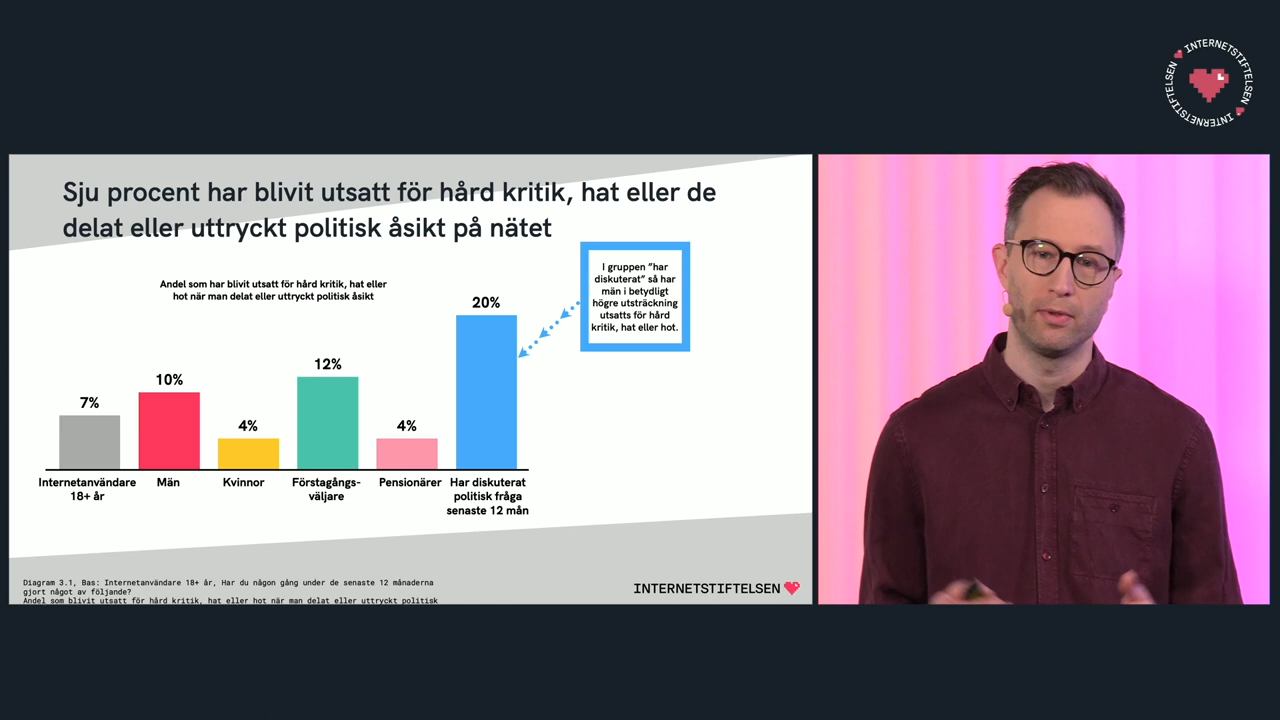 INTERNETSTIFTELSEN INTERNETSTIFTELSEN
Sju procent har blivit utsatt för hård kritik, hat eller de
delat eller uttryckt politisk åsikt på nätet
Andel som har blivit utsatt för hård kritik, hat eller
hot när man delat eller uttryckt politisk åsikt
I gruppen ”har
diskuterat” så har
män i betydligt
högre utsträckning
utsatts för hård
kritik, hat eller hot.
7%
10%
4%
12%
4%
20%
Internetanvändare
18+ år
Män
Kvinnor
Förstagångs-
väljare
Pensionärer
Har diskuterat
politisk fråga
senaste 12 mån
Diagram 3.1, Bas: Internetanvändare 18+ år, Har du någon gång under de senaste 12 månaderna
gjort något av följande?
Andel som blivit utsatt för hård kritik, hat eller hot när man delat eller uttryckt politisk
INTERNETSTIFTELSEN